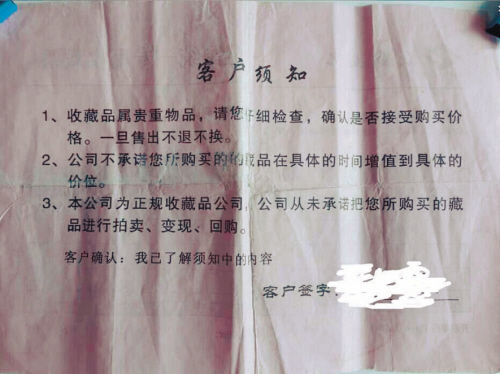 客户须知
1、收藏品属贵重物品，请您仔细检查，确认是否接受购买价
格。一旦售出不退不换。
2、公司不承诺您所购买的的藏品在具体的时间增值到具体的
价位。
3、本公司为正规收藏品公司，公司从未承诺把您所购买的藏
品进行拍卖、变现、回购。
客户确认：我已了解须知中的内容
客户签字：